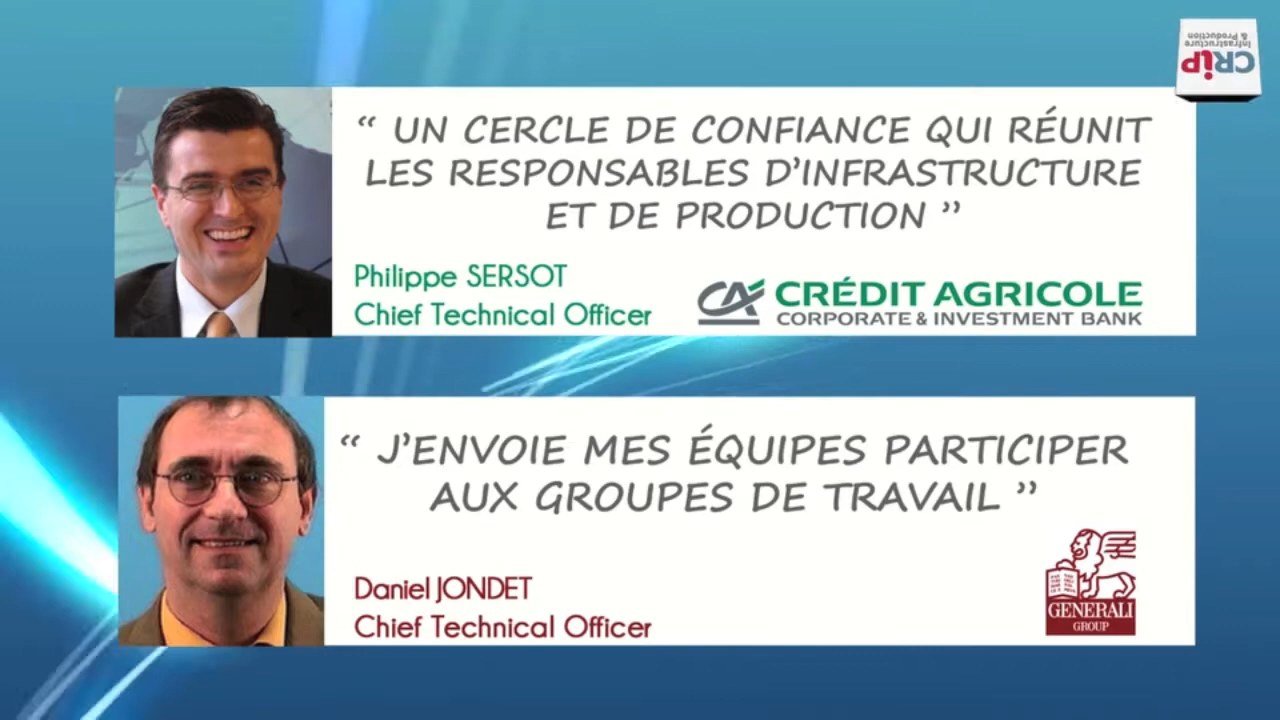 CRiP
Infrastructure
& Production
“ UN CERCLE DE CONFIANCE QUI RÉUNIT
LES RESPONSABLES D’INFRASTRUCTURE
ET DE PRODUCTION ”
Philippe SERSOT
Chief Technical Officer
CA CRÉDIT AGRICOLE
CORPORATE & INVESTMENT BANK
“ J’ENVOIE MES ÉQUIPES PARTICIPER
AUX GROUPES DE TRAVAIL ”
Daniel JONDET
Chief Technical Officer
GENERALI
GROUP